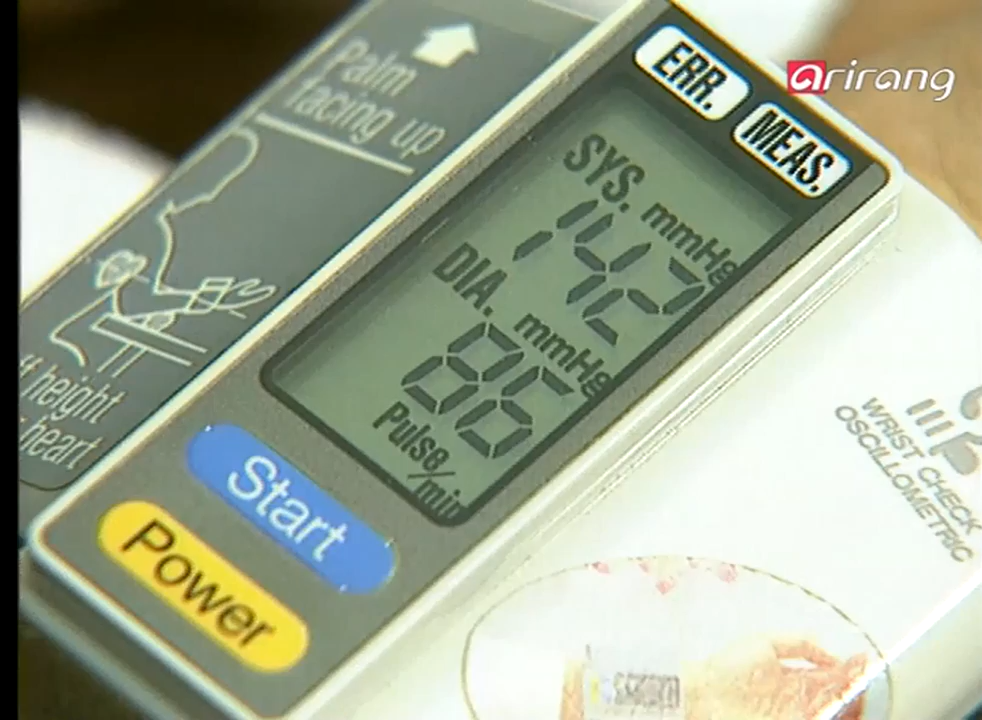 arirang
Palm
facing up
height
heart
ERR.
MEAS.
SYS. mmHg
142
DIA. mmHg
86
Pulse/min
Start
Power
WRIST CHECK
OSCILLOMETRIC